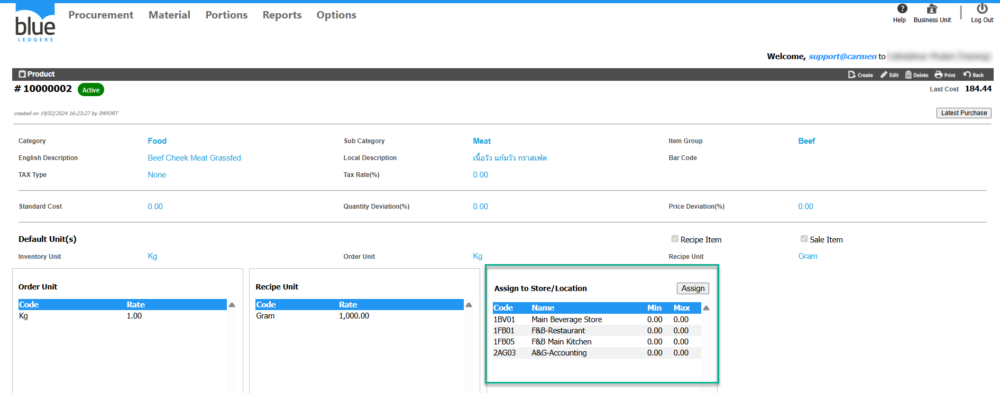 blue
LEDGERS
Procurement Material Portions Reports Options
Help Business Unit Log Out
Welcome, support@carmen to
Product
Create Edit Delete Print Back
# 10000002 Active
Last Cost 184.44
created on 19/02/2024 16:23:27 by IMPORT
Latest Purchase
Category Food Sub Category Meat Item Group Beef
English Description Beef Cheek Meat Grassfed Local Description เนื้อวัว แก้มวัว กราสเฟด Bar Code
TAX Type None Tax Rate(%) 0.00
Standard Cost 0.00 Quantity Deviation(%) 0.00 Price Deviation(%) 0.00
Default Unit(s) Recipe Item Sale Item
Inventory Unit Kg Order Unit Kg Recipe Unit Gram
Order Unit
Code Rate
Kg 1.00
Recipe Unit
Code Rate
Gram 1,000.00
Assign to Store/Location Assign
Code Name Min Max
1BV01 Main Beverage Store 0.00 0.00
1FB01 F&B-Restaurant 0.00 0.00
1FB05 F&B Main Kitchen 0.00 0.00
2AG03 A&G-Accounting 0.00 0.00